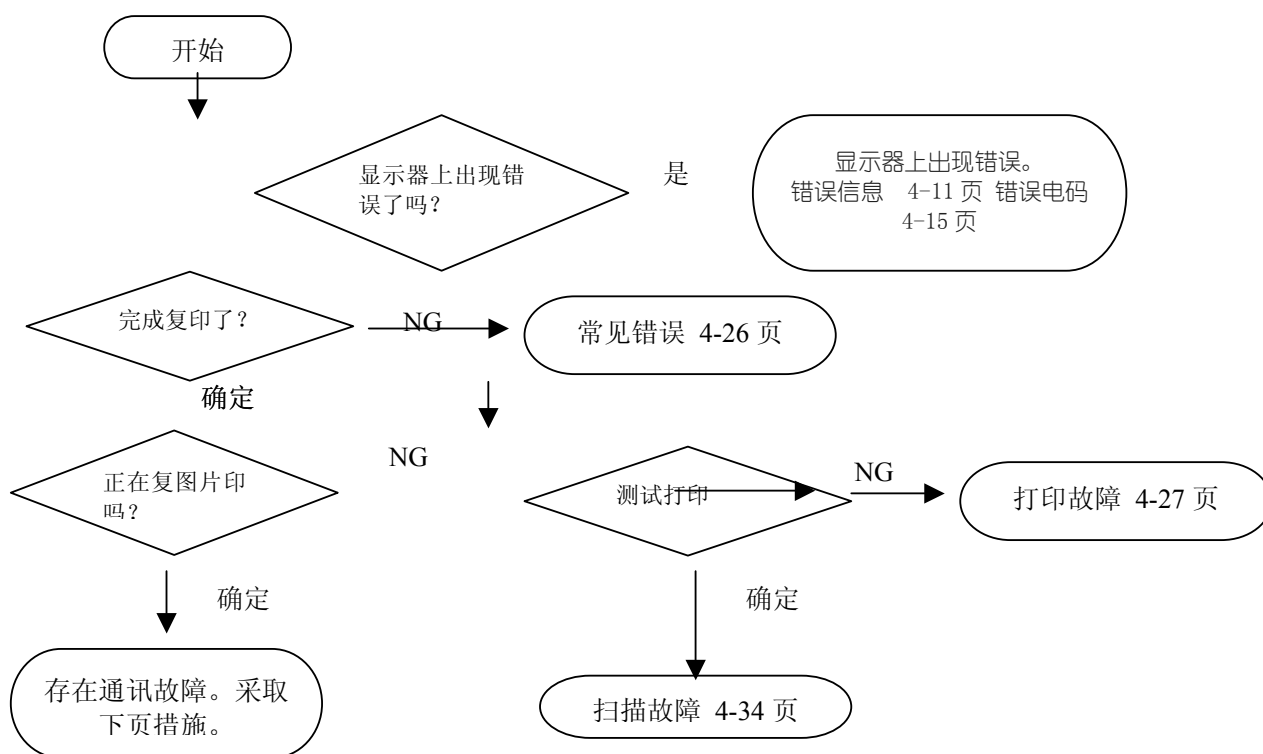 开始
显示器上出现错
误了吗?
是
显示器上出现错误。
错误信息 4-11 页 错误电码
4-15 页
完成复印了?
NG
常见错误 4-26 页
确定
正在复图片印
吗?
NG
测试打印
NG
打印故障 4-27 页
确定
确定
存在通讯故障。采取
下页措施。
扫描故障 4-34 页